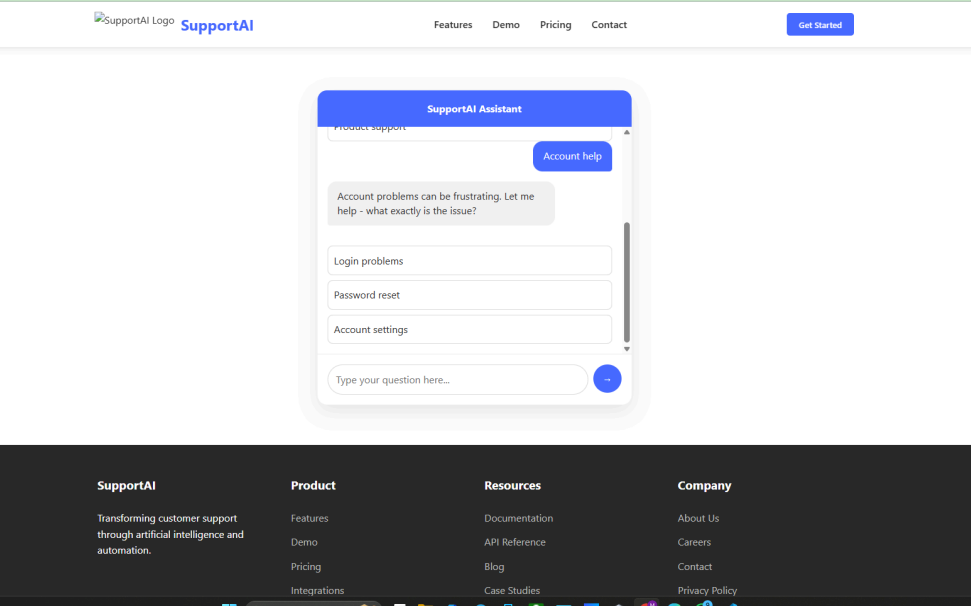 SupportAI Logo SupportAI Features Demo Pricing Contact Get Started
SupportAI Assistant
Product support
Account help
Account problems can be frustrating. Let me
help - what exactly is the issue?
Login problems
Password reset
Account settings
Type your question here... →
SupportAI Product Resources Company
Transforming customer support
through artificial intelligence and
automation.
Features
Demo
Pricing
Integrations
Documentation
API Reference
Blog
Case Studies
About Us
Careers
Contact
Privacy Policy